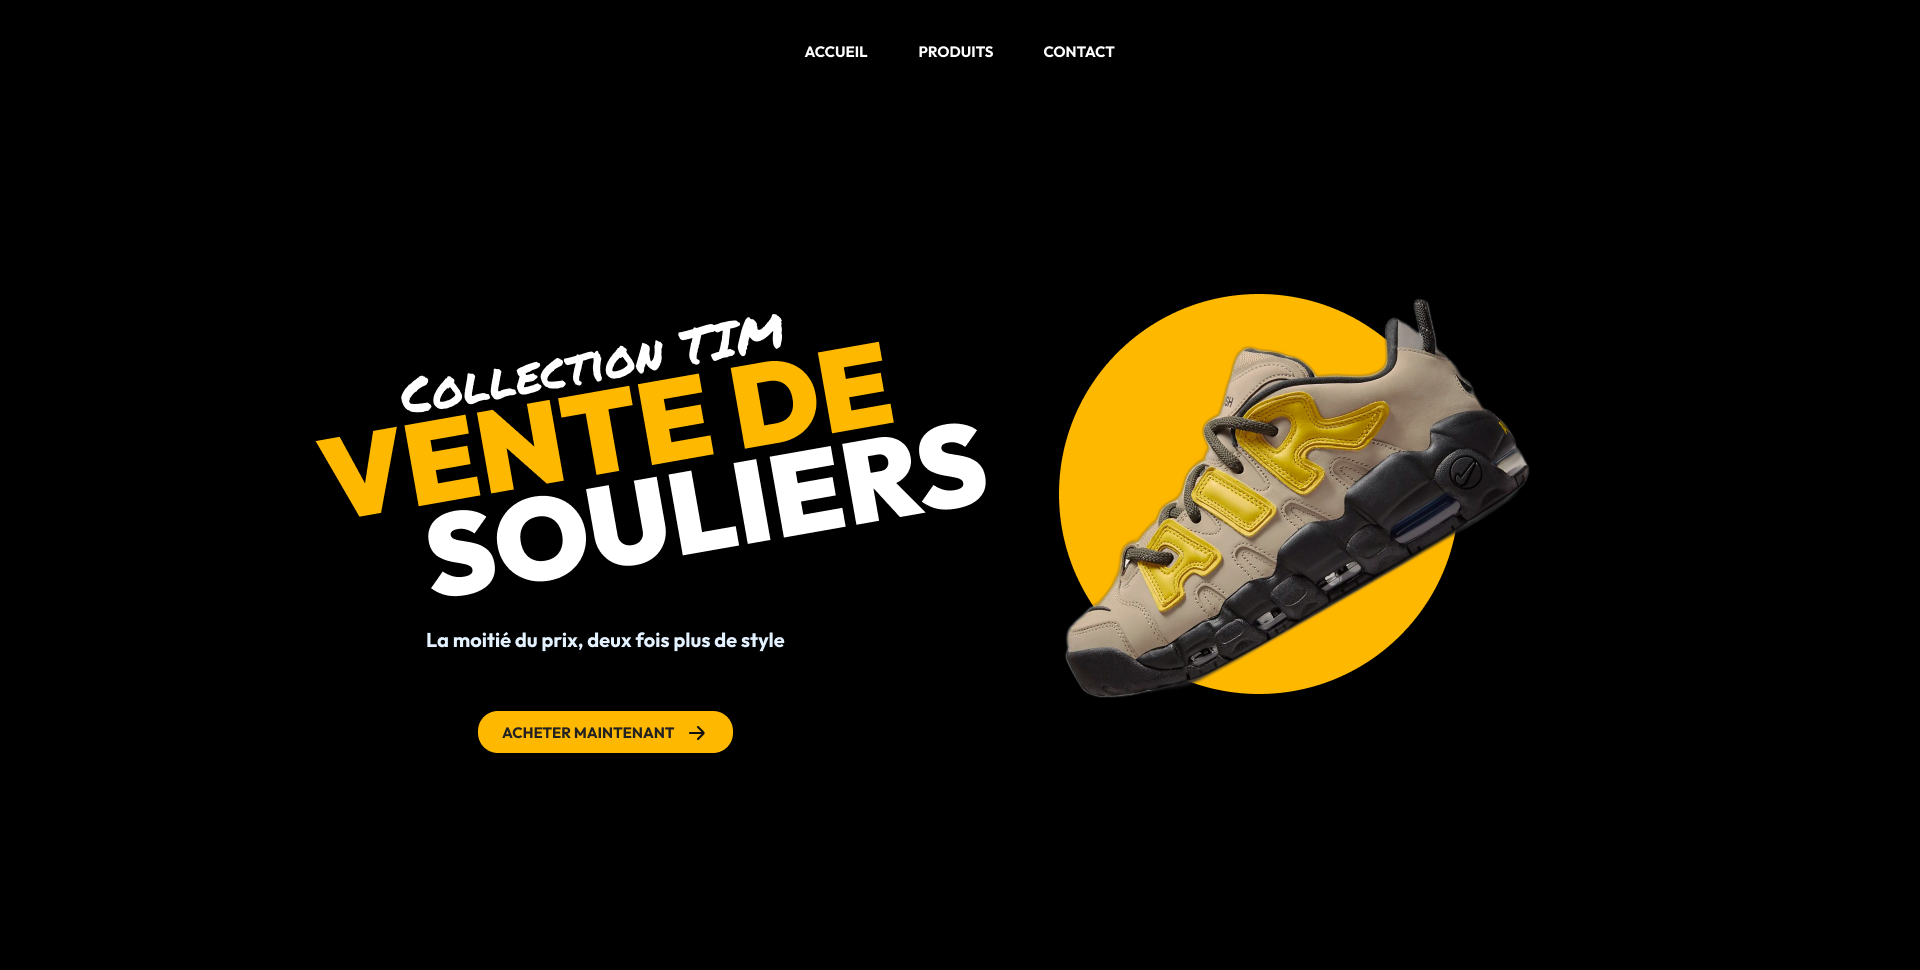 ACCUEIL PRODUITS CONTACT
COLLECTION TIM
VENTE DE
SOULIERS
La moitié du prix, deux fois plus de style
ACHETER MAINTENANT